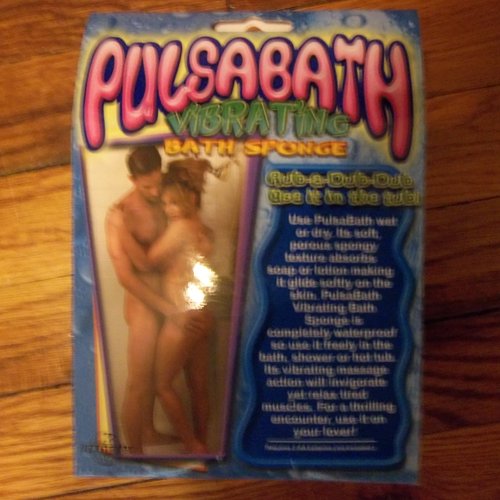 PULSABATH
VIBRATING
BATH SPONGE
Rub-a-Dub-Dub
Use it in the tub!
Use PulsaBath wet
or dry. Its soft,
porous spongy
texture absorbs
soap or lotion making
it glide softly on the
skin. PulsaBath
Vibrating Bath
Sponge is
completely waterproof
so use it freely in the
bath, shower or hot tub.
Its vibrating massage
action will invigorate
yet relax tired
muscles. For a thrilling
encounter, use it on
your lover!